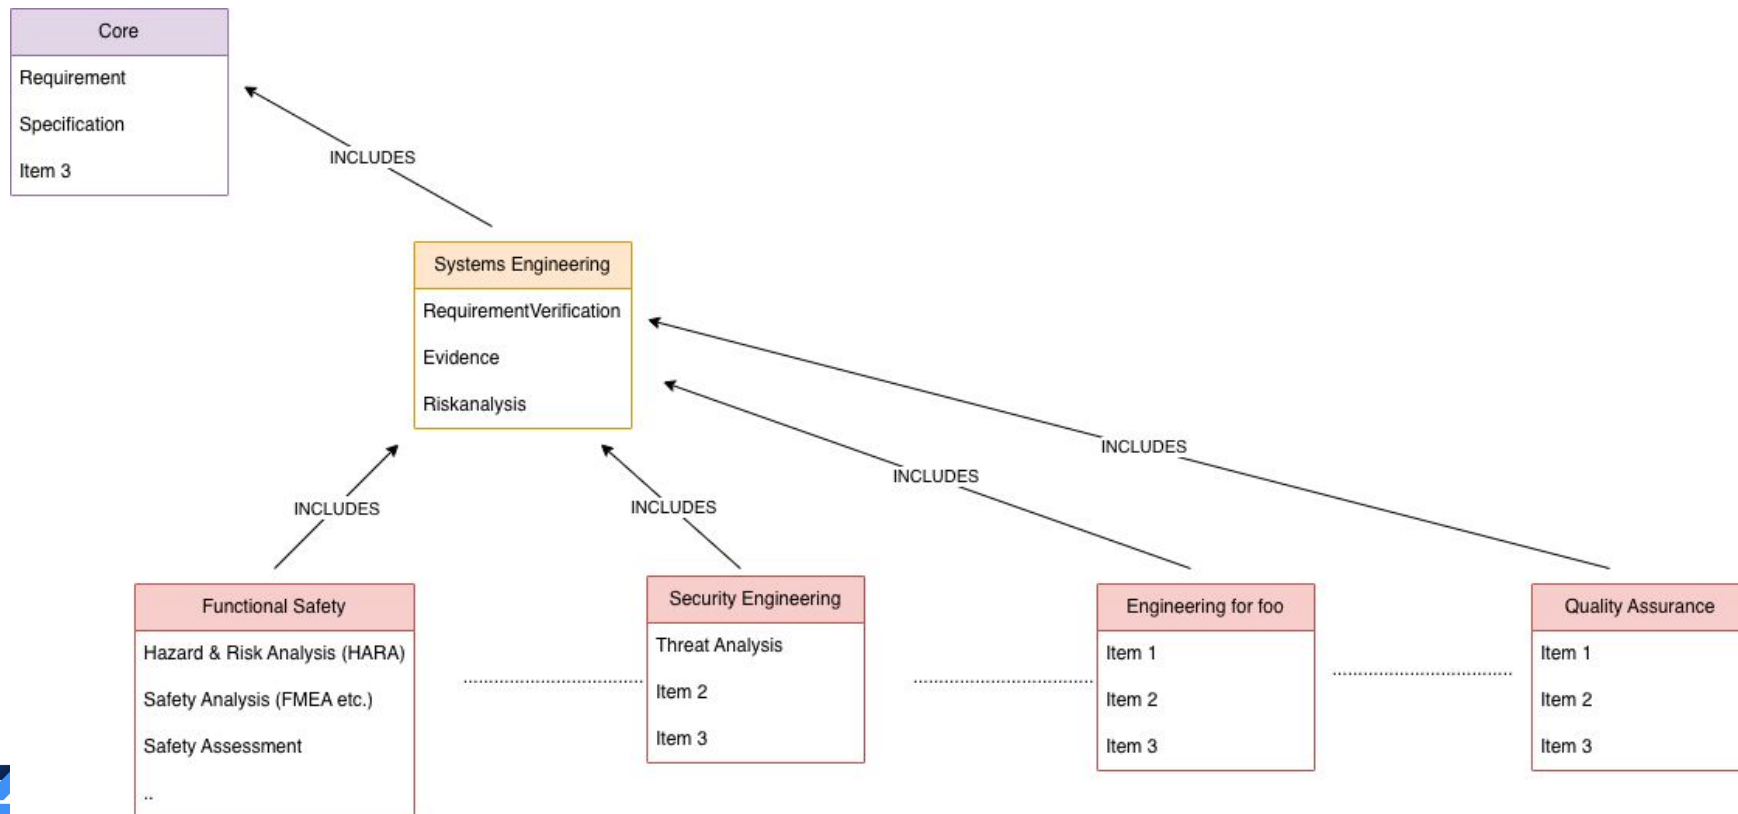 Core
Requirement
Specification
Item 3
INCLUDES
Systems Engineering
RequirementVerification
Evidence
Riskanalysis
INCLUDES
INCLUDES
INCLUDES
INCLUDES
Functional Safety
Hazard & Risk Analysis (HARA)
Safety Analysis (FMEA etc.)
Safety Assessment
..
Security Engineering
Threat Analysis
Item 2
Item 3
Engineering for foo
Item 1
Item 2
Item 3
Quality Assurance
Item 1
Item 2
Item 3